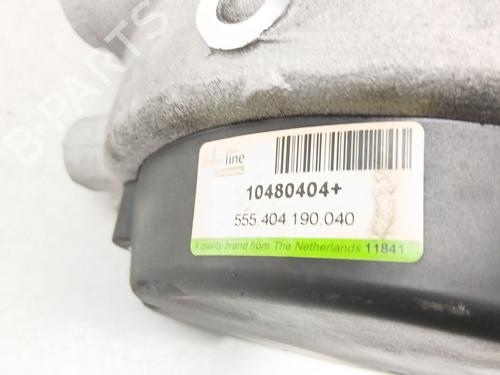 line
10480404+
555.404.190.040
A quality brand from The Netherlands 11841
B-PARTS